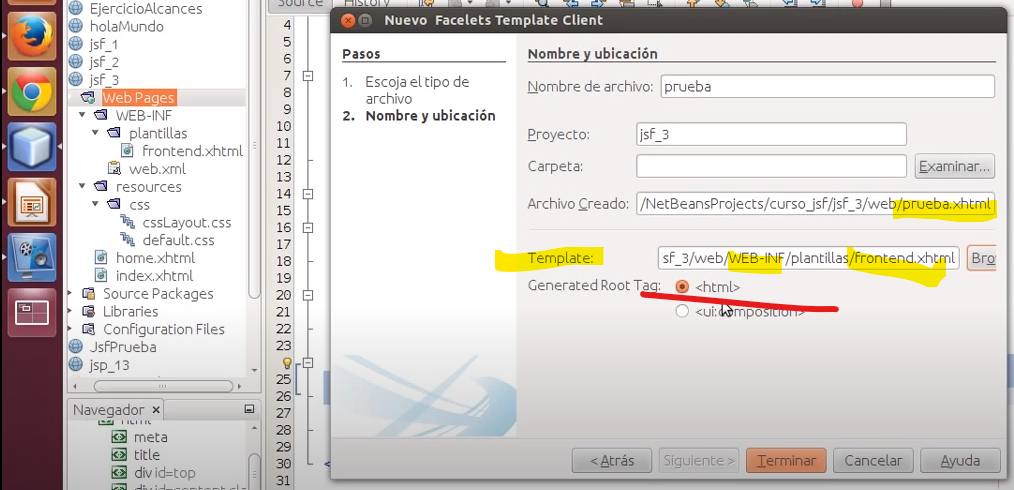 Source
History
EjercicioAlcances
holaMundo
jsf_1
jsf_2
jsf_3
Web Pages
WEB-INF
plantillas
frontend.xhtml
web.xml
resources
css
cssLayout.css
default.css
home.xhtml
index.xhtml
Source Packages
Libraries
Configuration Files
JsfPrueba
jsp_13
Navegador
html
meta
title
div id=top
4
5
6
7
8
9
10
11
12
13
14
15
16
17
18
19
20
21
22
23
25
26
27
28
29
30
Nuevo Facelets Template Client
Pasos
1. Escoja el tipo de
archivo
2. Nombre y ubicación
Nombre y ubicación
Nombre de archivo: prueba
Proyecto: jsf_3
Carpeta: Examinar...
Archivo Creado: /NetBeansProjects/curso_jsf/jsf_3/web/prueba.xhtml
Template: sf_3/web/WEB-INF/plantillas/frontend.xhtml Bro
Generated Root Tag: <html>
<ui:composition>
< Atrás Siguiente > Terminar Cancelar Ayuda